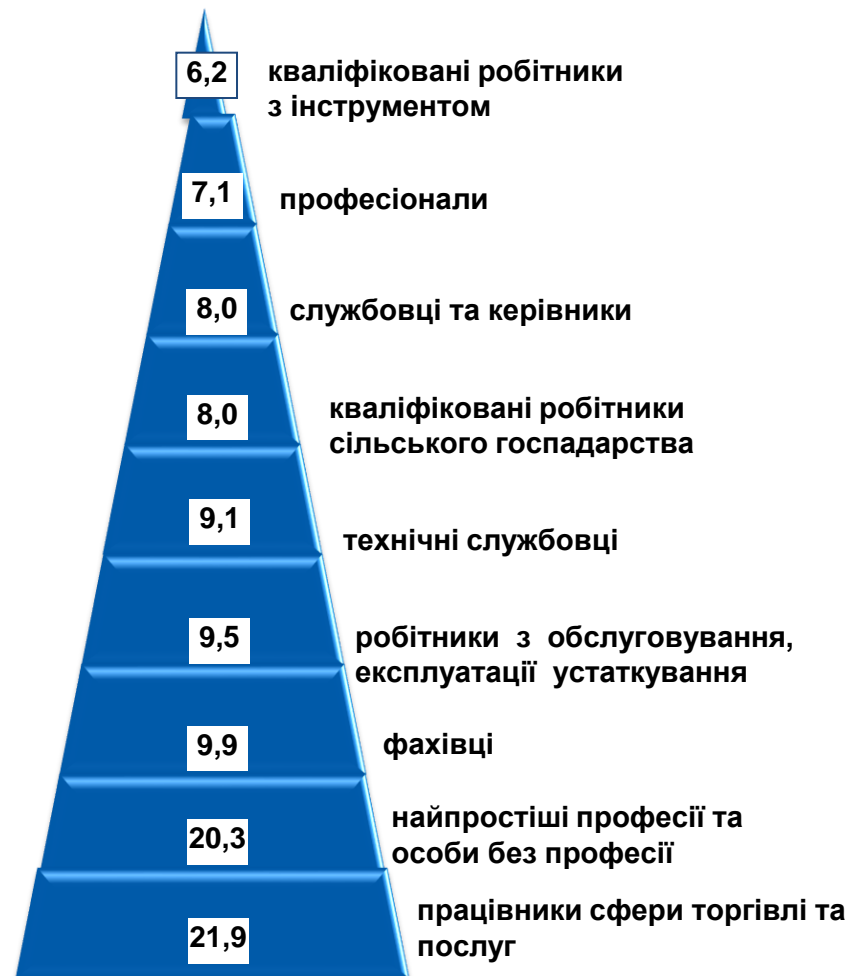 6,2
кваліфіковані робітники
з інструментом
7,1
професіонали
8,0
службовці та керівники
8,0
кваліфіковані робітники
сільського госпадарства
9,1
технічні службовці
9,5
робітники з обслуговування,
експлуатації устаткування
9,9
фахівці
20,3
найпростіші професії та
особи без професії
21,9
працівники сфери торгівлі та
послуг